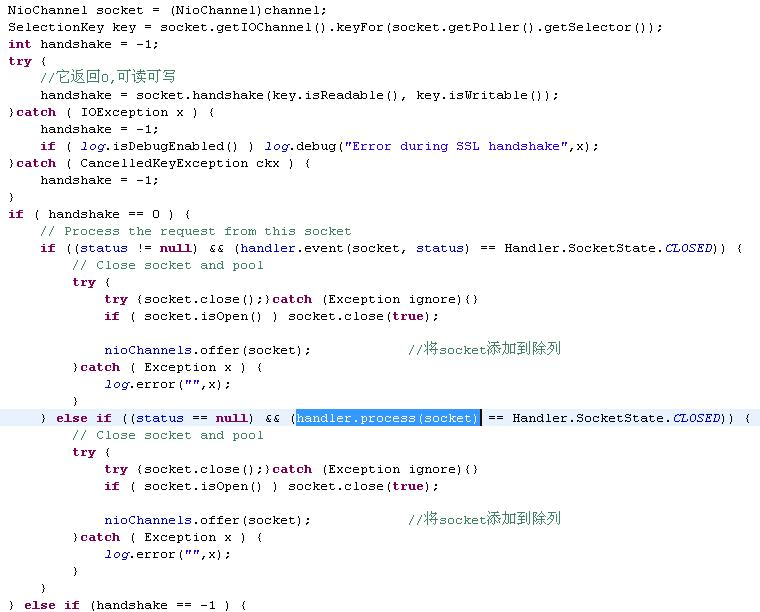 NioChannel socket = (NioChannel)channel;
SelectionKey key = socket.getIOChannel().keyFor(socket.getPoller().getSelector());
int handshake = -1;
try {
    //它返回0,可读可写
    handshake = socket.handshake(key.isReadable(), key.isWritable());
}catch ( IOException x ) {
    handshake = -1;
    if ( log.isDebugEnabled() ) log.debug("Error during SSL handshake",x);
}catch ( CancelledKeyException ckx ) {
    handshake = -1;
}
if ( handshake == 0 ) {
    // Process the request from this socket
    if ((status != null) && (handler.event(socket, status) == Handler.SocketState.CLOSED)) {
        // Close socket and pool
        try {
            try {socket.close();}catch (Exception ignore){}
            if ( socket.isOpen() ) socket.close(true);
            nioChannels.offer(socket);            //将socket添加到除列
        }catch ( Exception x ) {
            log.error("",x);
        }
    } else if ((status == null) && (handler.process(socket) == Handler.SocketState.CLOSED)) {
        // Close socket and pool
        try {
            try {socket.close();}catch (Exception ignore){}
            if ( socket.isOpen() ) socket.close(true);
            nioChannels.offer(socket);            //将socket添加到除列
        }catch ( Exception x ) {
            log.error("",x);
        }
    }
} else if (handshake == -1 ) {